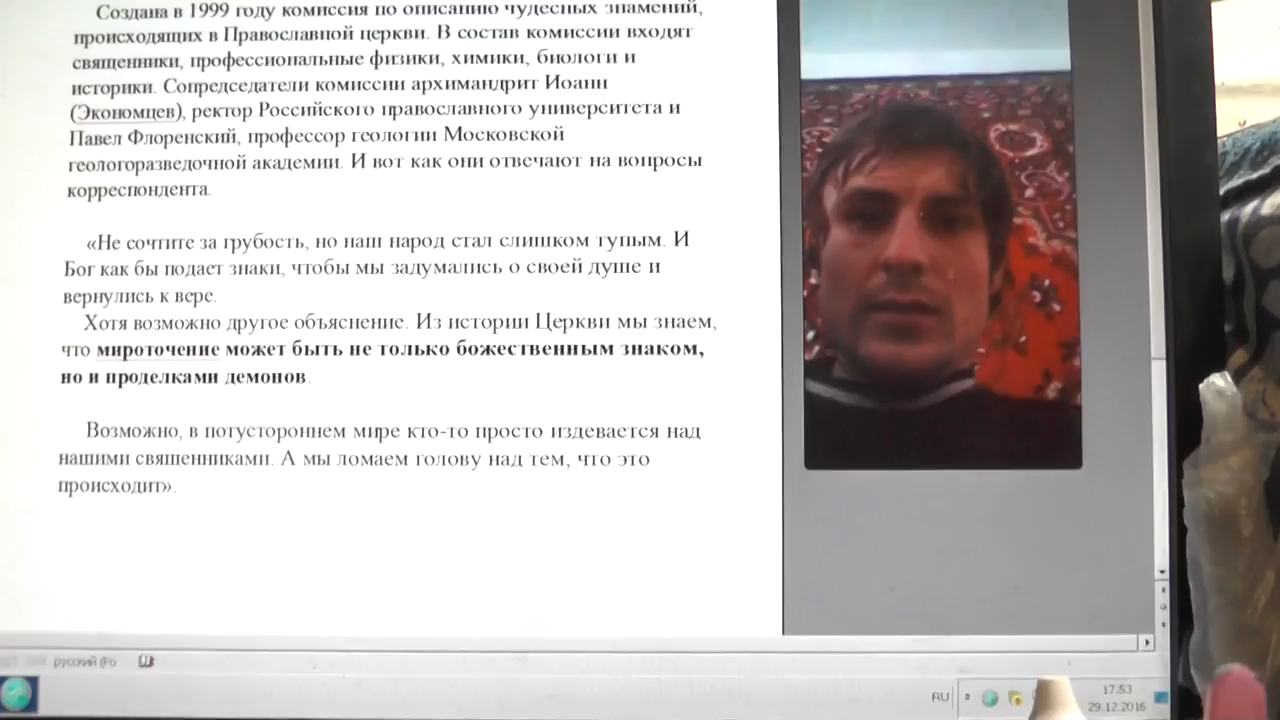 Создана в 1999 году комиссия по описанию чудесных знамений,
происходящих в Православной церкви. В состав комиссии входят
священники, профессиональные физики, химики, биологи и
историки. Сопредседатели комиссии архимандрит Иоанн
(Экономцев), ректор Российского православного университета и
Павел Флоренский, профессор геологии Московской
геологоразведочной академии. И вот как они отвечают на вопросы
корреспондента.
«Не сочтите за грубость, но наш народ стал слишком тупым. И
Бог как бы подает знаки, чтобы мы задумались о своей душе и
вернулись к вере.
Хотя возможно другое объяснение. Из истории Церкви мы знаем,
что мироточение может быть не только божественным знаком,
но и проделками демонов.
Возможно, в потустороннем мире кто-то просто издевается над
нашими священниками. А мы ломаем голову над тем, что это
происходит».
русский (Ро
RU
17:53
29.12.2016